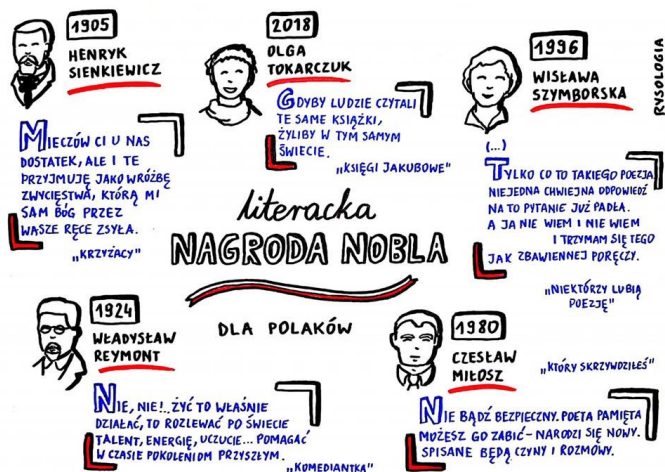 1905
HENRYK
SIENKIEWICZ
MIECZÓW CI U NAS
DOSTATEK, ALE I TE
PRZYJMUJĘ JAKO WRÓŻBĘ
ZWYCIĘSTWA, KTÓRĄ MI
SAM BÓG PRZEZ
WASZE RĘCE ZSYŁA.
"KRZYŻACY"
2018
OLGA
TOKARCZUK
GDYBY LUDZIE CZYTALI
TE SAME KSIĄŻKI,
ŻYLIBY W TYM SAMYM
ŚWIECIE.
"KSIĘGI JAKUBOWE"
1996
WISŁAWA
SZYMBORSKA
RYSOLOGIA
(...)
TYLKO CO TO TAKIEGO POEZJA
NIEJEDNA CHWIEJNA ODPOWIEDŹ
NA TO PYTANIE JUŻ PADŁA.
A JA NIE WIEM I NIE WIEM
I TRZYMAM SIĘ TEGO
JAK ZBAWIENNEJ PORĘCZY.
"NIEKTÓRZY LUBIĄ
POEZJĘ"
literacka
NAGRODA NOBLA
DLA POLAKÓW
1924
WŁADYSŁAW
REYMONT
NIE, NIE!.. ŻYĆ TO WŁAŚNIE
DZIAŁAĆ, TO ROZLEWAĆ PO ŚWIECIE
TALENT, ENERGIĘ, UCZUCIE... POMAGAĆ
W CZASIE POKOLENIOM PRZYSZŁYM.
"KOMEDIANTKA"
1980
CZESŁAW
MIŁOSZ
"KTÓRY SKRZYWDZIŁEŚ"
NIE BĄDŹ BEZPIECZNY. POETA PAMIĘTA
MOŻESZ GO ZABIĆ - NARODZI SIĘ NOWY.
SPISANE BĘDĄ CZYNY I ROZMOWY.